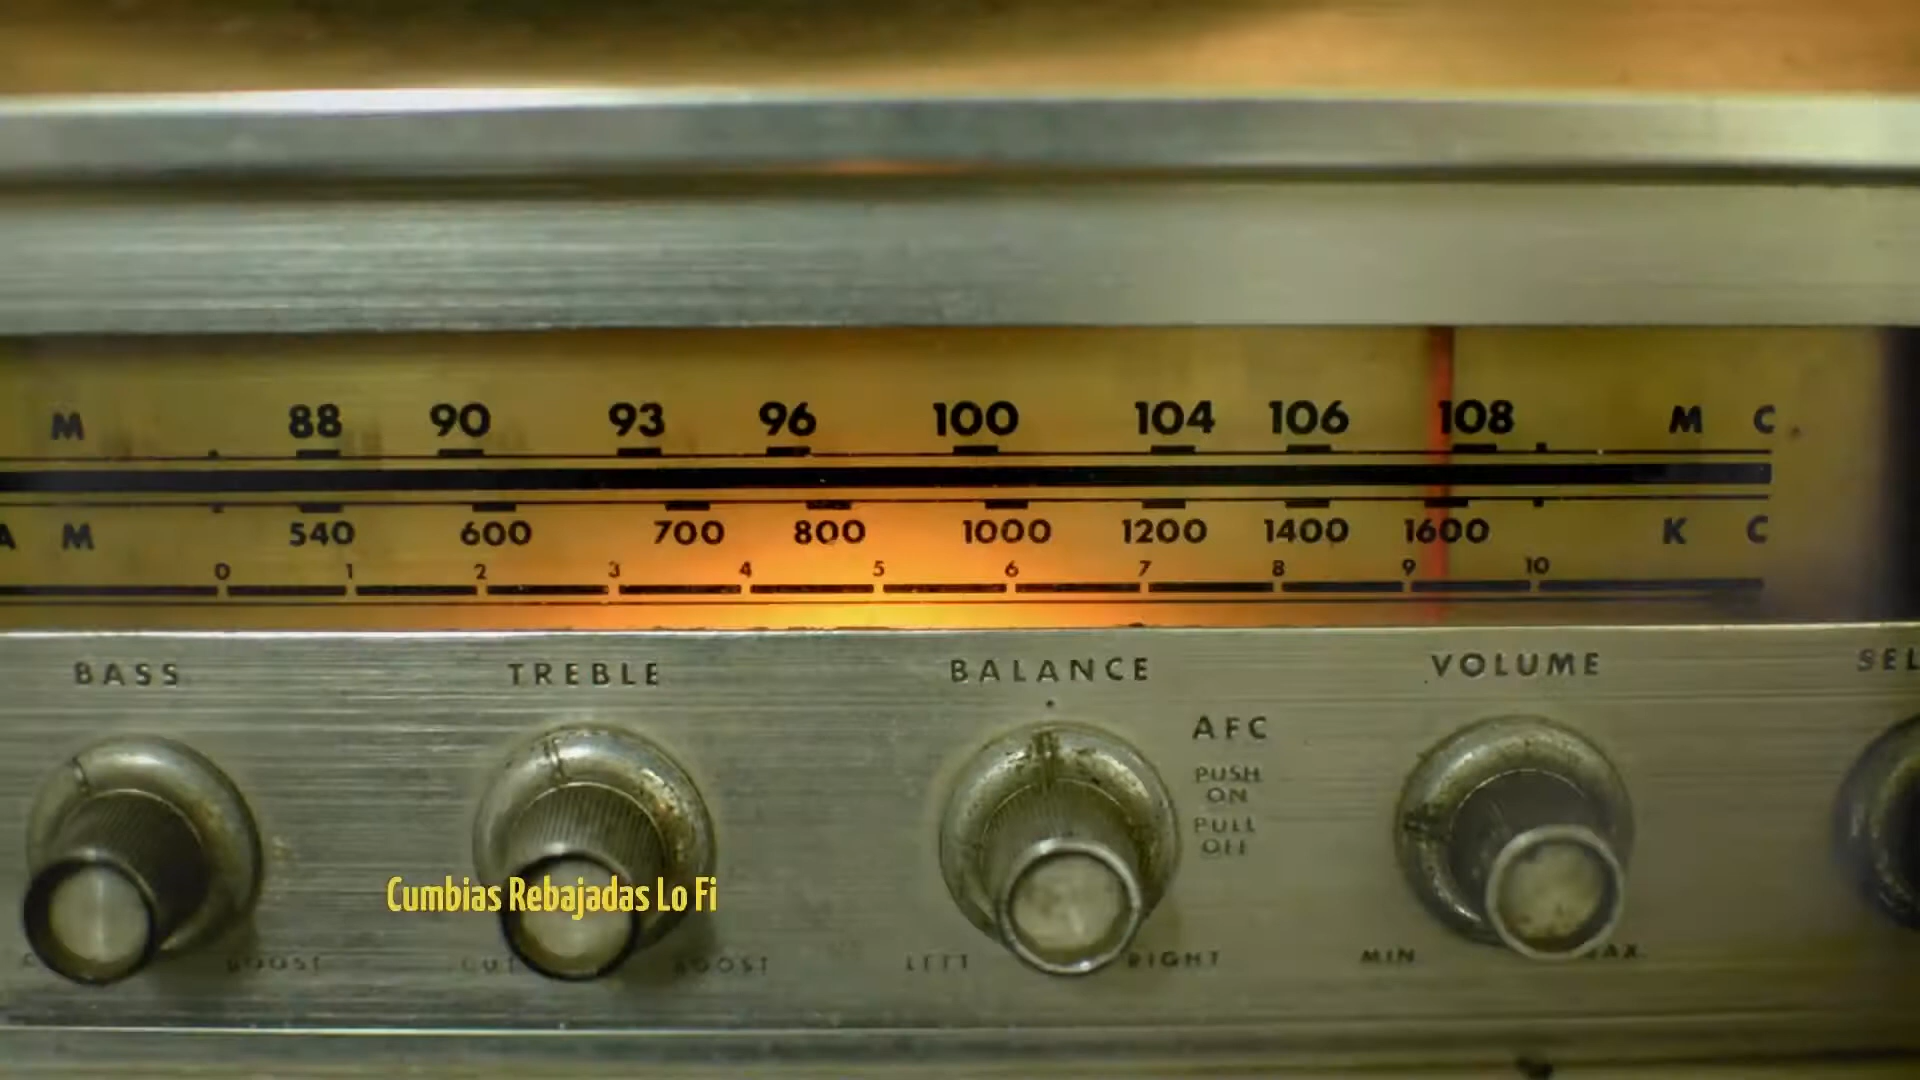 M 88 90 93 96 100 104 106 108 M C
A M 540 600 700 800 1000 1200 1400 1600 K C
0 1 2 3 4 5 6 7 8 9 10
BASS TREBLE BALANCE VOLUME SEL
AFC
PUSH
ON
PULL
OFF
Cumbias Rebajadas Lo Fi
BOOST CUT BOOST LEFT RIGHT MIN